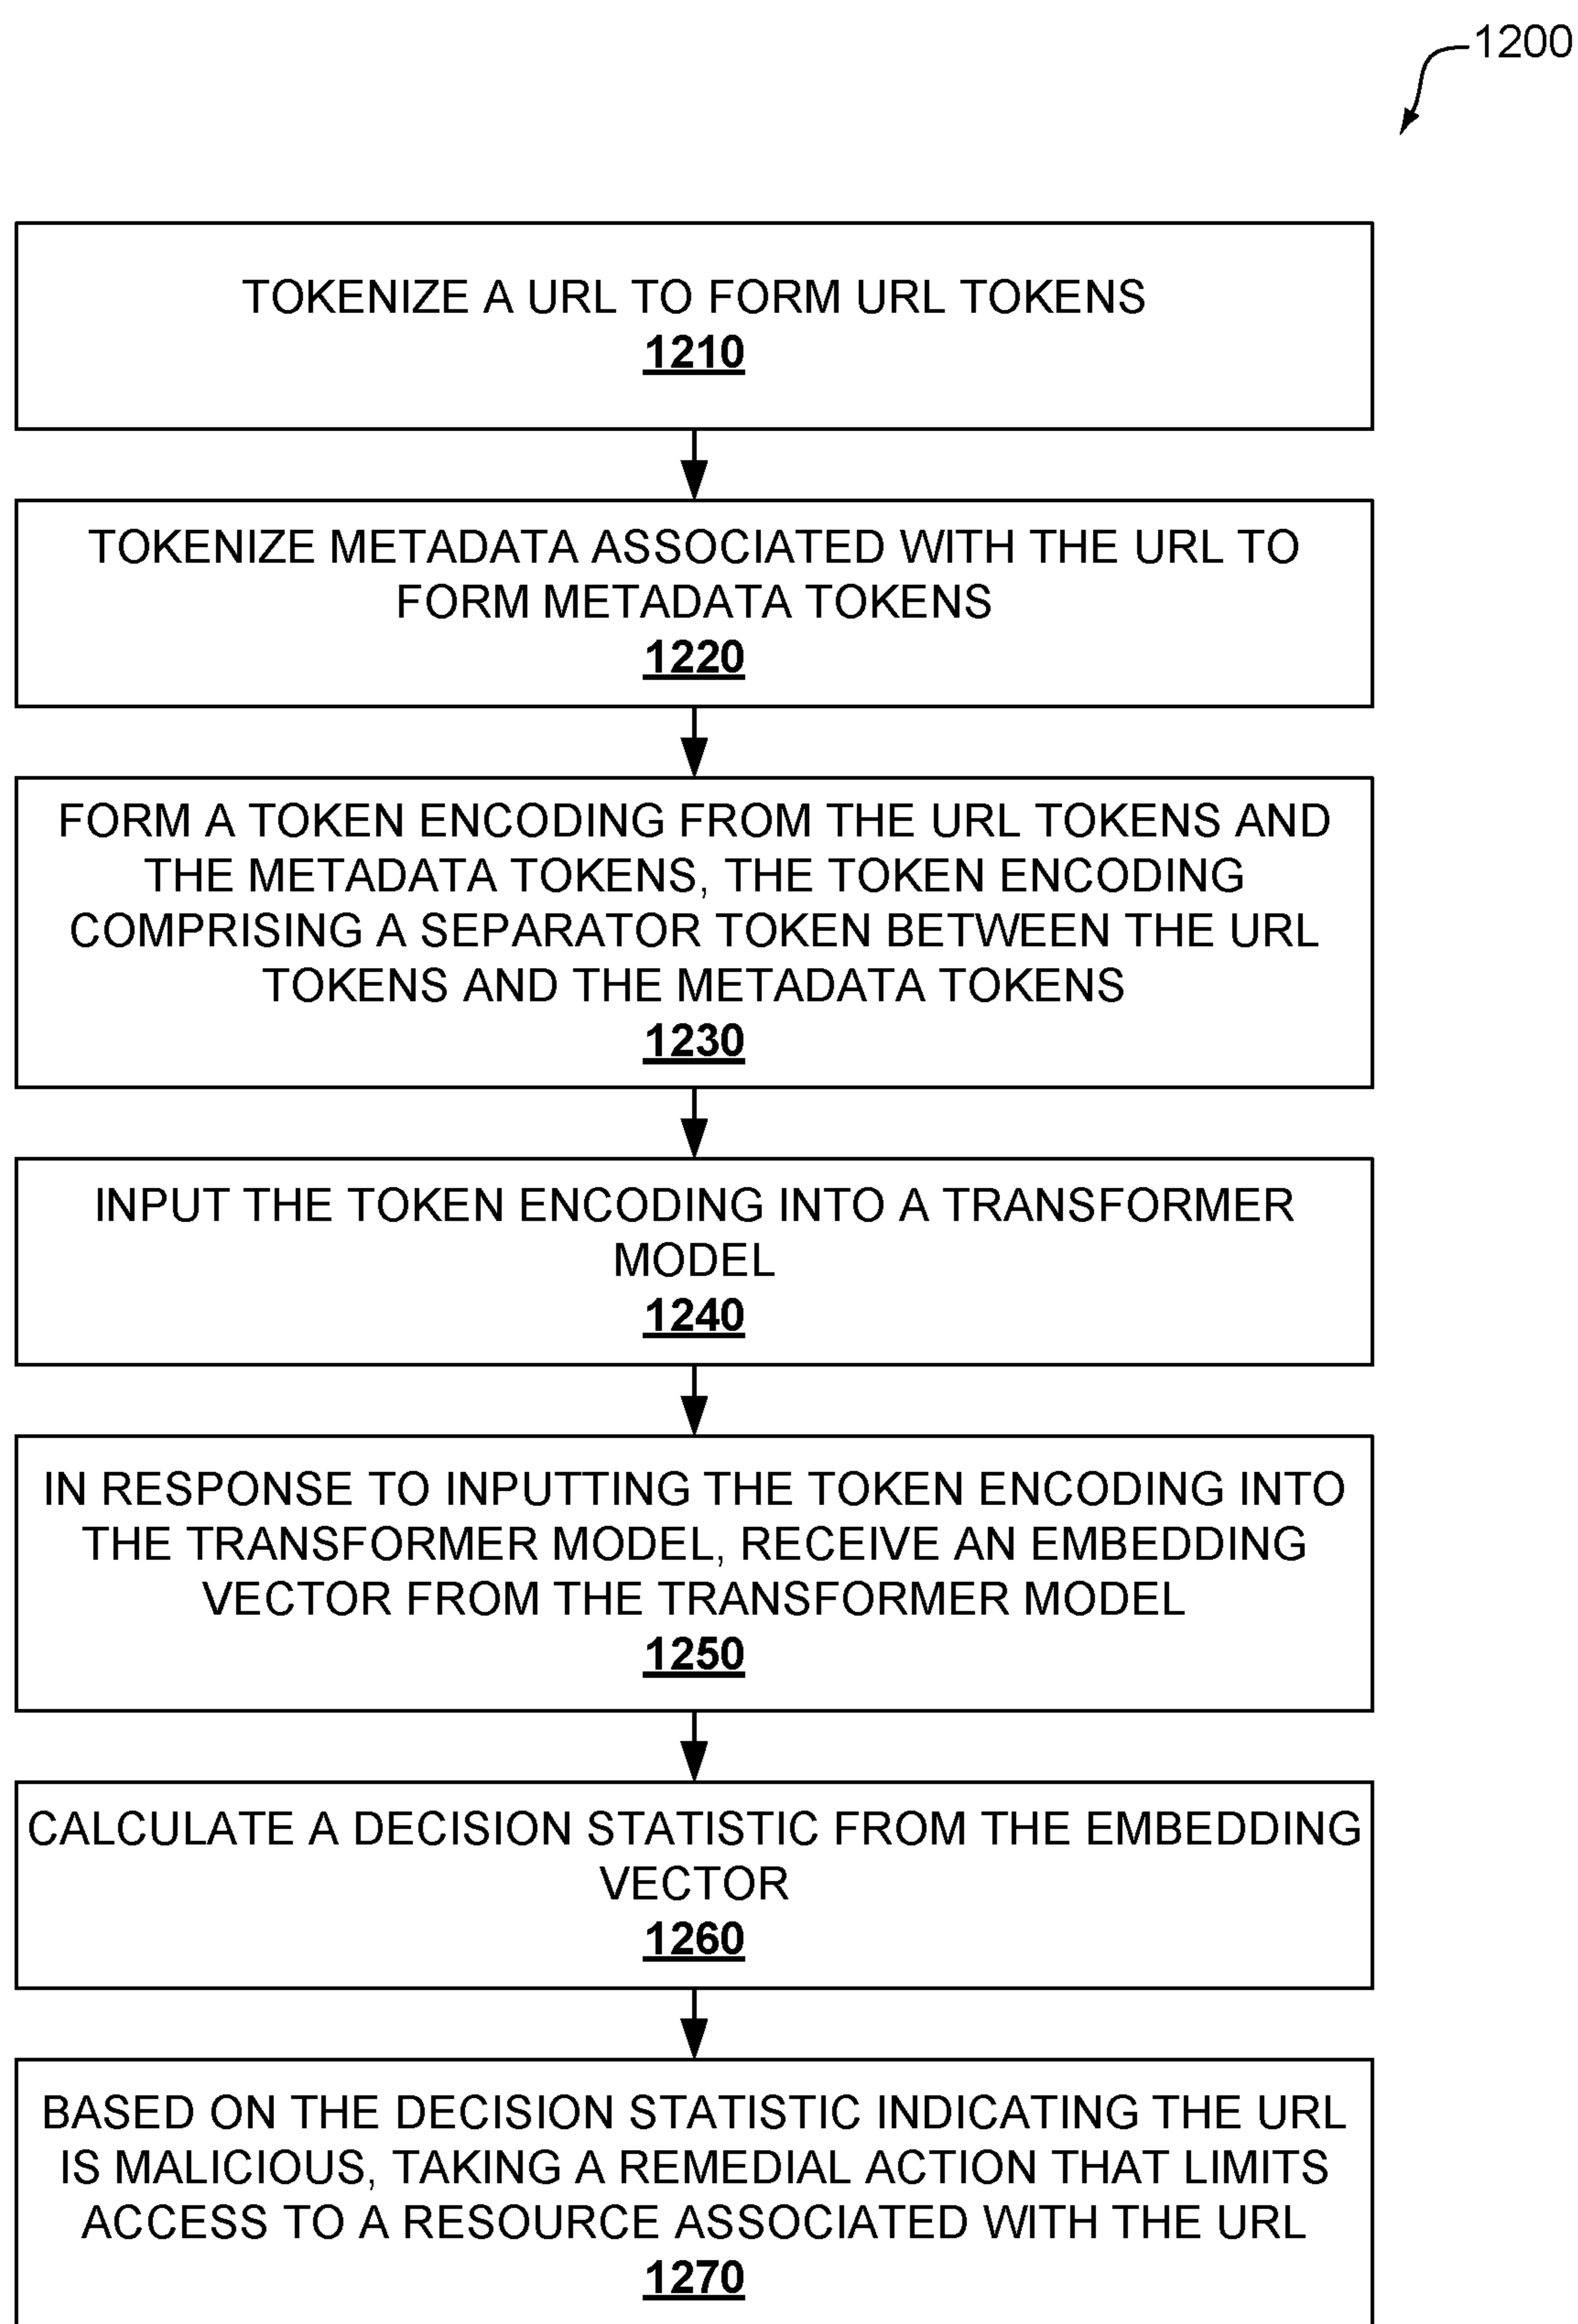 1200
TOKENIZE A URL TO FORM URL TOKENS
1210
TOKENIZE METADATA ASSOCIATED WITH THE URL TO
FORM METADATA TOKENS
1220
FORM A TOKEN ENCODING FROM THE URL TOKENS AND
THE METADATA TOKENS, THE TOKEN ENCODING
COMPRISING A SEPARATOR TOKEN BETWEEN THE URL
TOKENS AND THE METADATA TOKENS
1230
INPUT THE TOKEN ENCODING INTO A TRANSFORMER
MODEL
1240
IN RESPONSE TO INPUTTING THE TOKEN ENCODING INTO
THE TRANSFORMER MODEL, RECEIVE AN EMBEDDING
VECTOR FROM THE TRANSFORMER MODEL
1250
CALCULATE A DECISION STATISTIC FROM THE EMBEDDING
VECTOR
1260
BASED ON THE DECISION STATISTIC INDICATING THE URL
IS MALICIOUS, TAKING A REMEDIAL ACTION THAT LIMITS
ACCESS TO A RESOURCE ASSOCIATED WITH THE URL
1270